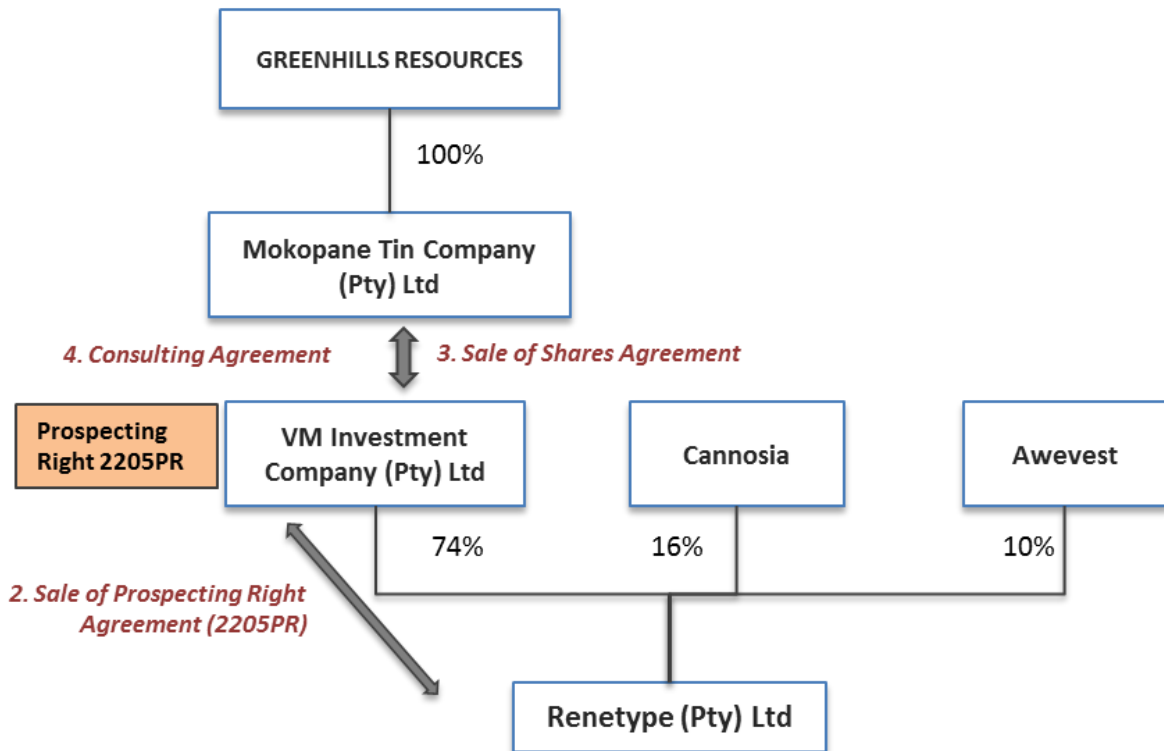 GREENHILLS RESOURCES
100%
Mokopane Tin Company
(Pty) Ltd
4. Consulting Agreement
3. Sale of Shares Agreement
Prospecting
Right 2205PR
VM Investment
Company (Pty) Ltd
Cannosia
Awevest
74%
16%
10%
2. Sale of Prospecting Right
Agreement (2205PR)
Renetype (Pty) Ltd